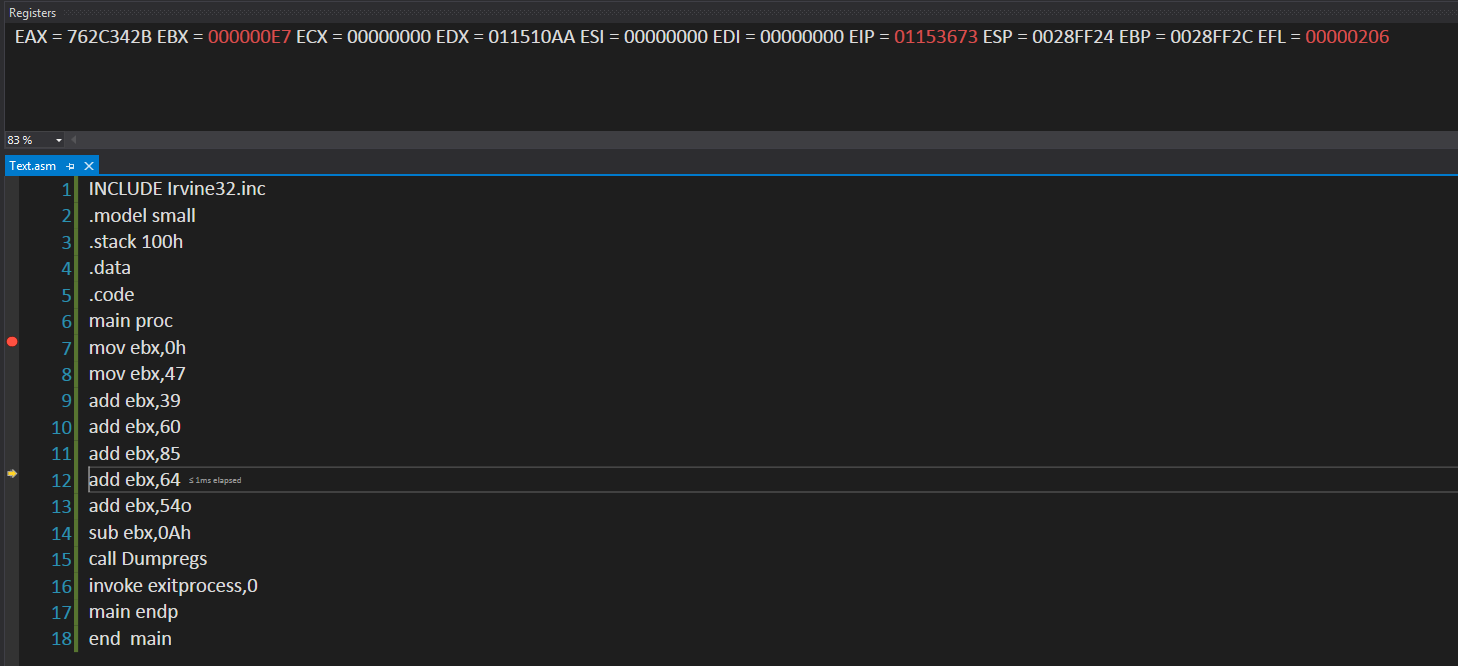 Registers
EAX = 762C342B EBX = 000000E7 ECX = 00000000 EDX = 011510AA ESI = 00000000 EDI = 00000000 EIP = 01153673 ESP = 0028FF24 EBP = 0028FF2C EFL = 00000206
83 %
Text.asm
1 INCLUDE Irvine32.inc
2 .model small
3 .stack 100h
4 .data
5 .code
6 main proc
7 mov ebx,0h
8 mov ebx,47
9 add ebx,39
10 add ebx,60
11 add ebx,85
12 add ebx,64 ≤ 1ms elapsed
13 add ebx,54o
14 sub ebx,0Ah
15 call Dumpregs
16 invoke exitprocess,0
17 main endp
18 end  main